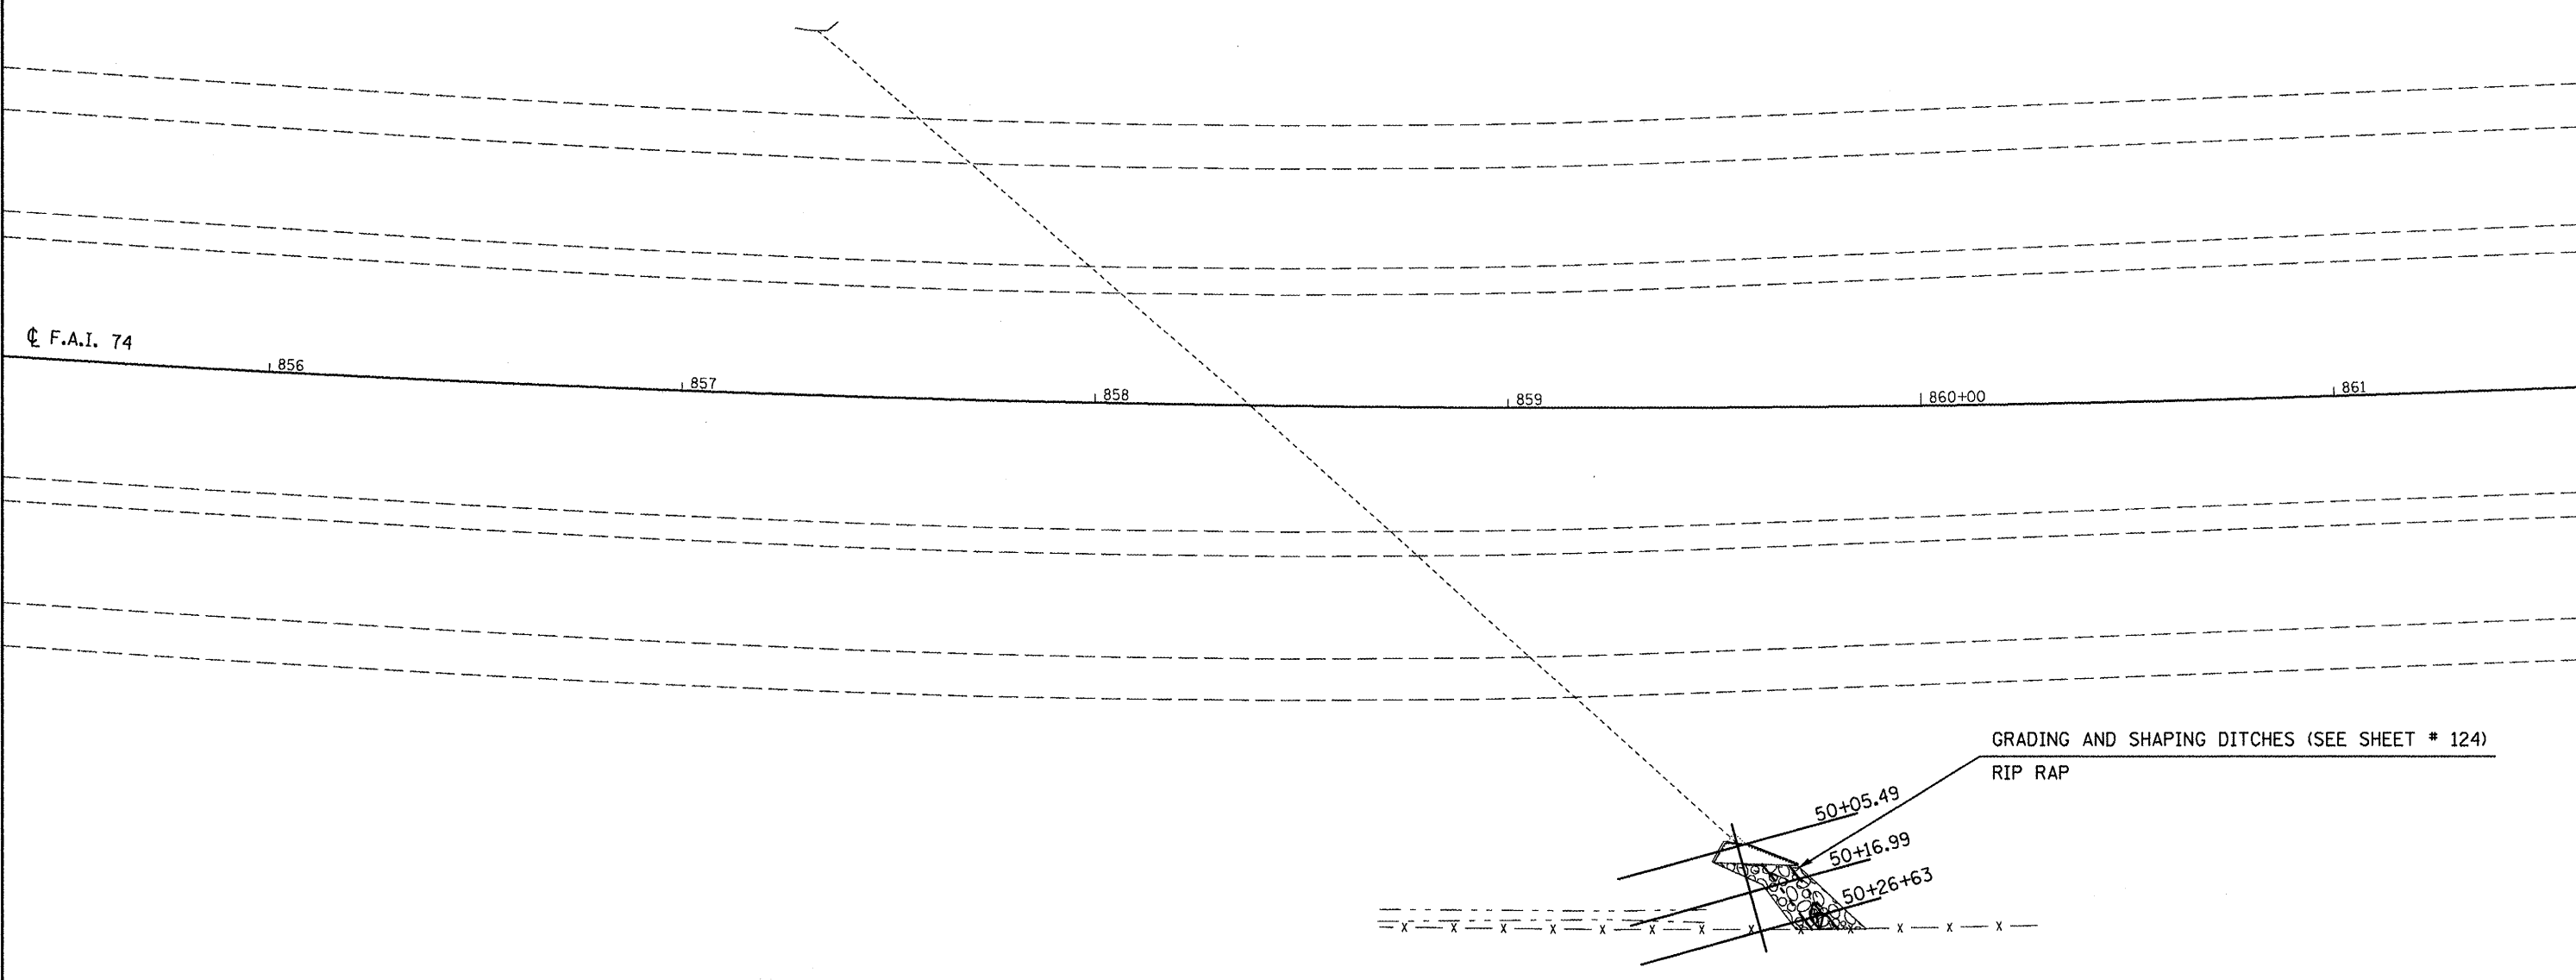 ℄ F.A.I. 74
856
857
858
859
860+00
861
GRADING AND SHAPING DITCHES (SEE SHEET # 124)
RIP RAP
50+05.49
50+16.99
50+26+63
X X X X X X X X X X X X X